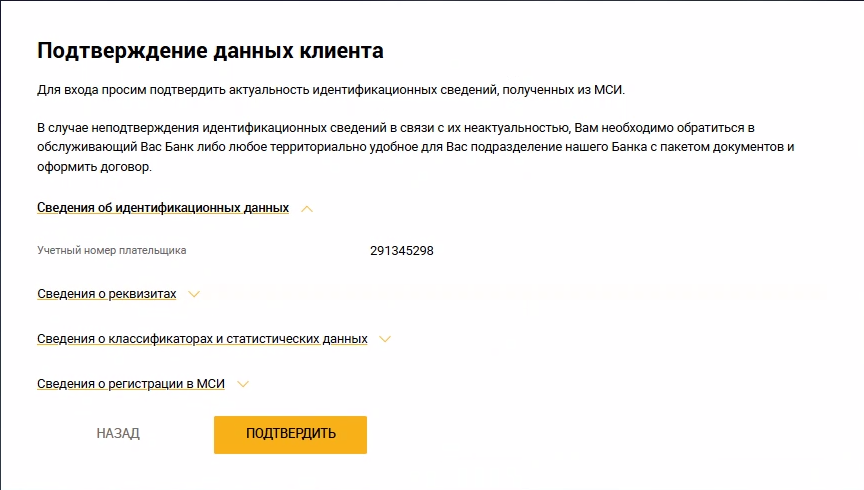 Подтверждение данных клиента
Для входа просим подтвердить актуальность идентификационных сведений, полученных из МСИ.
В случае неподтверждения идентификационных сведений в связи с их неактуальностью, Вам необходимо обратиться в
обслуживающий Вас Банк либо любое территориально удобное для Вас подразделение нашего Банка с пакетом документов и
оформить договор.
Сведения об идентификационных данных
Учетный номер плательщика 291345298
Сведения о реквизитах
Сведения о классификаторах и статистических данных
Сведения о регистрации в МСИ
НАЗАД ПОДТВЕРДИТЬ